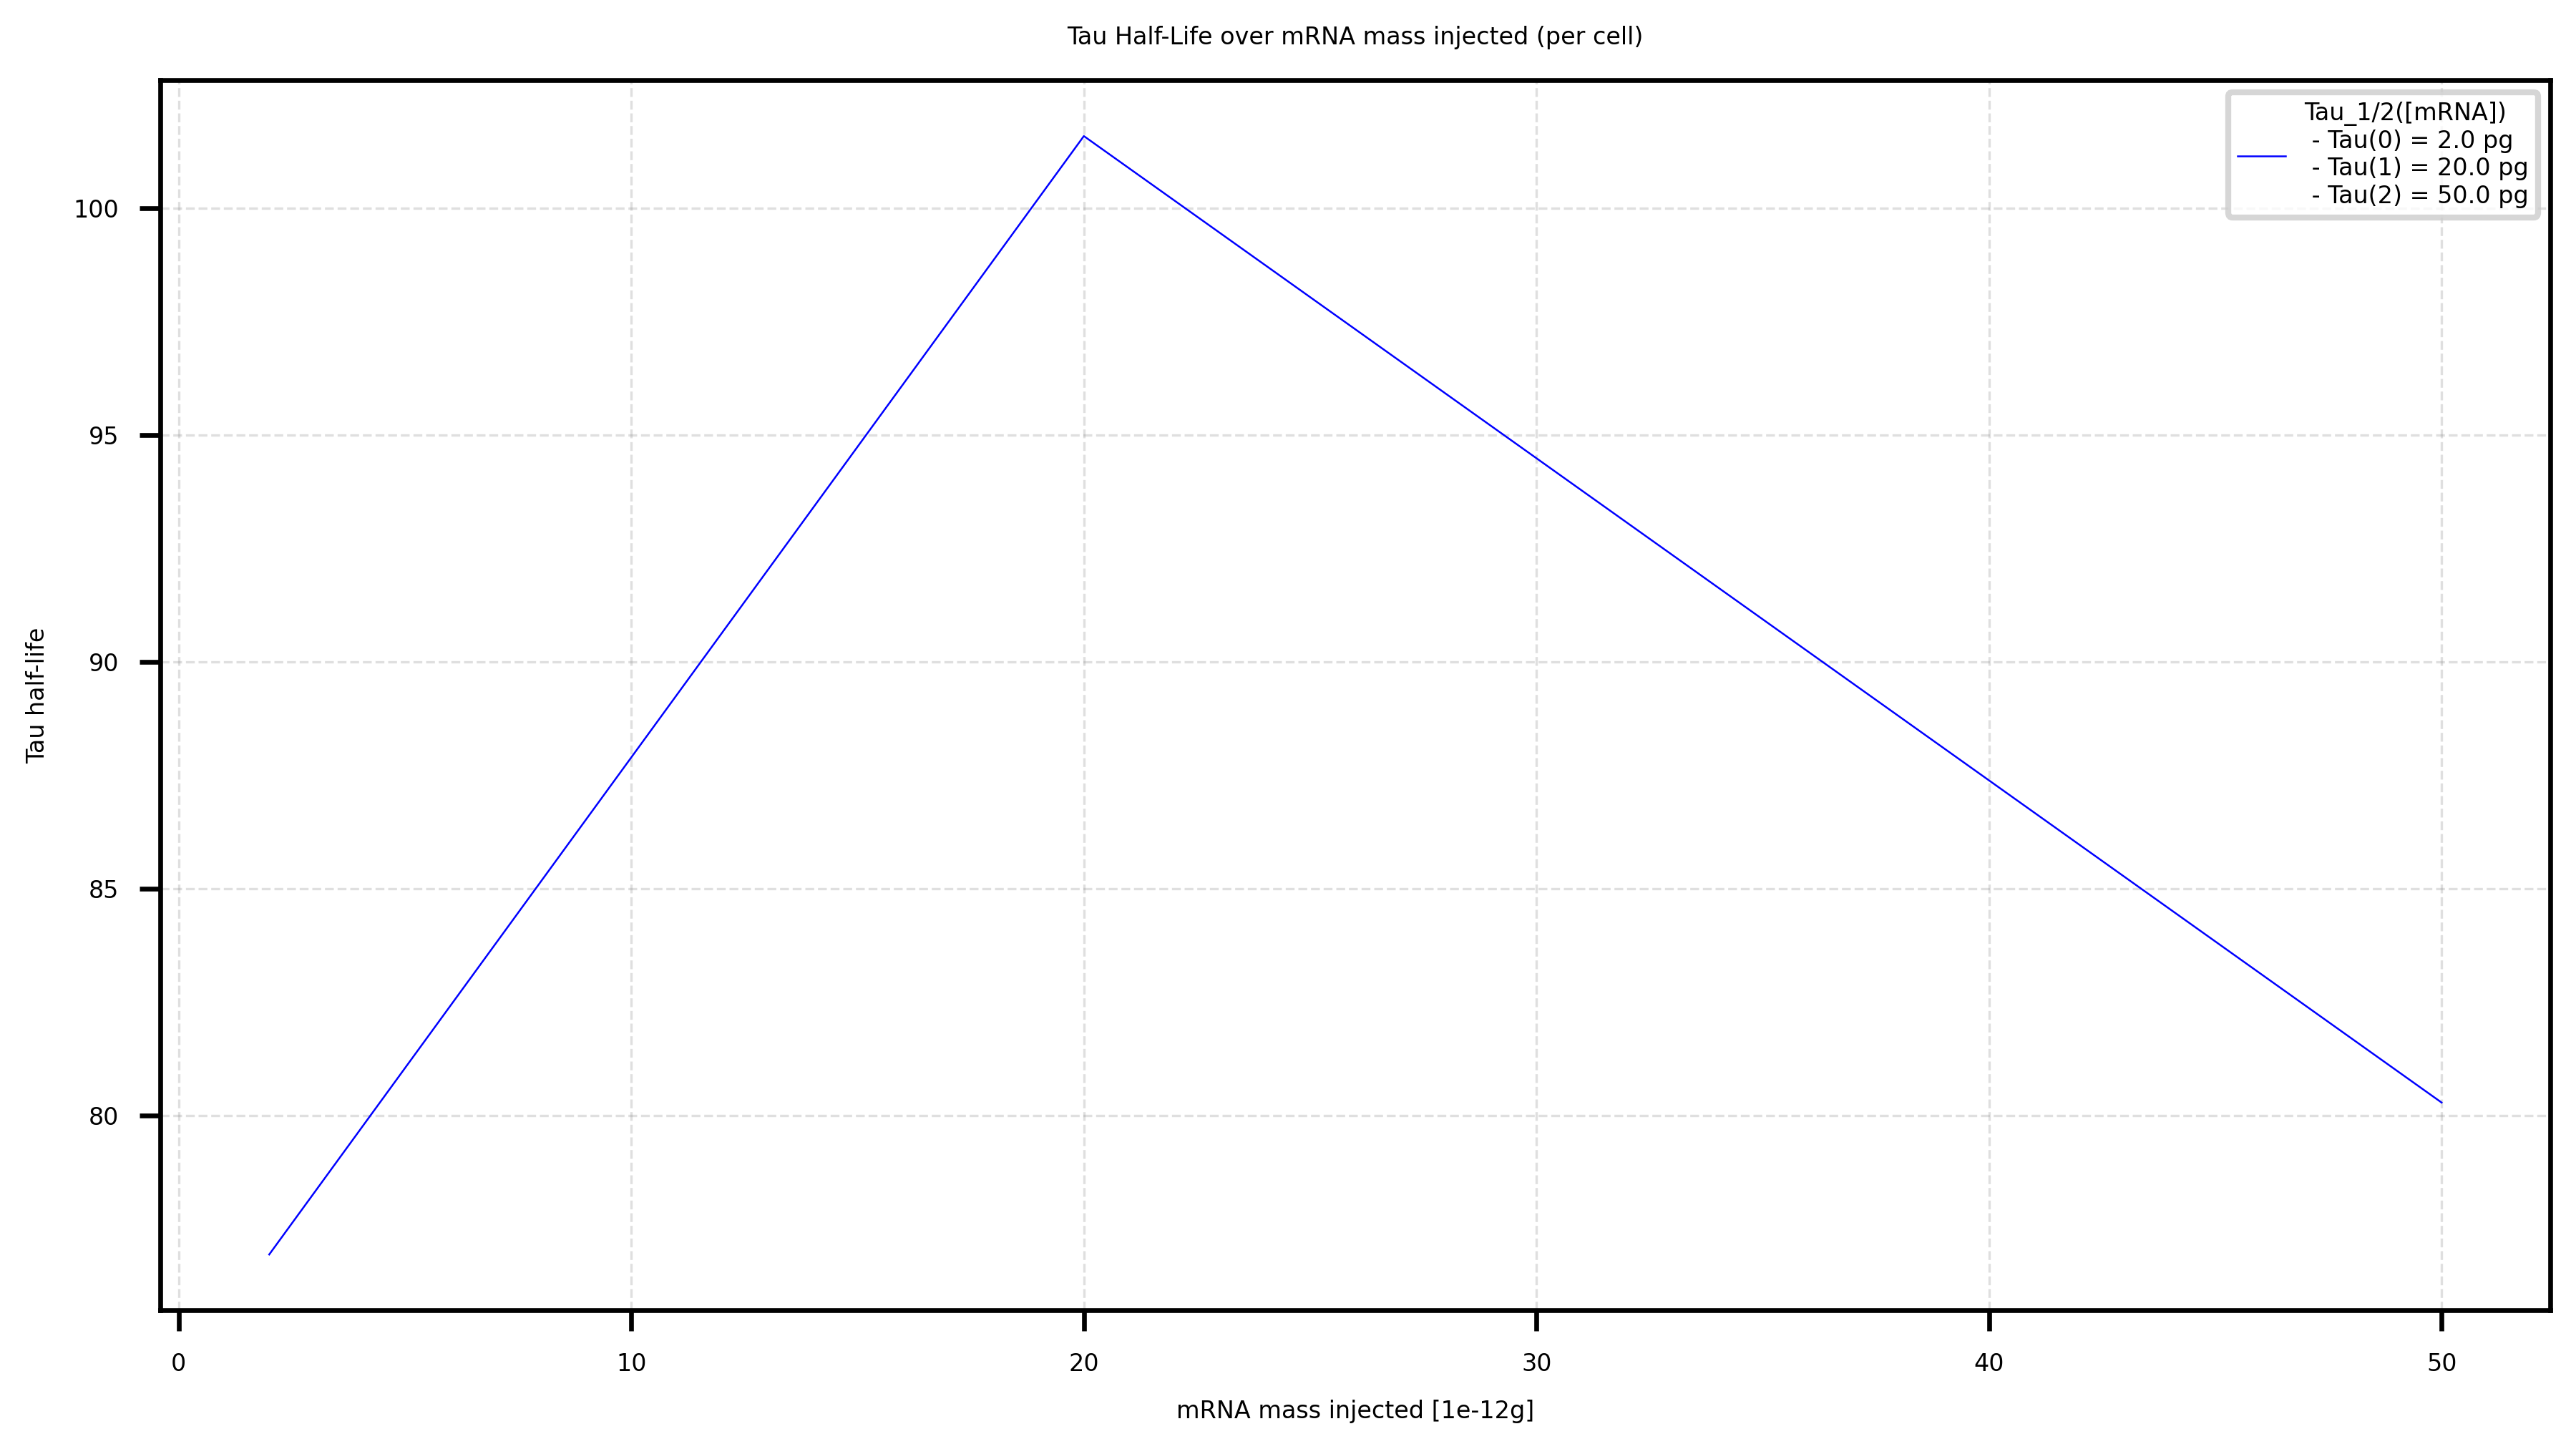 Tau Half-Life over mRNA mass injected (per cell)
Tau_1/2([mRNA])
- Tau(0) = 2.0 pg
- Tau(1) = 20.0 pg
- Tau(2) = 50.0 pg
100
95
90
85
80
Tau half-life
0 10 20 30 40 50
mRNA mass injected [1e-12g]